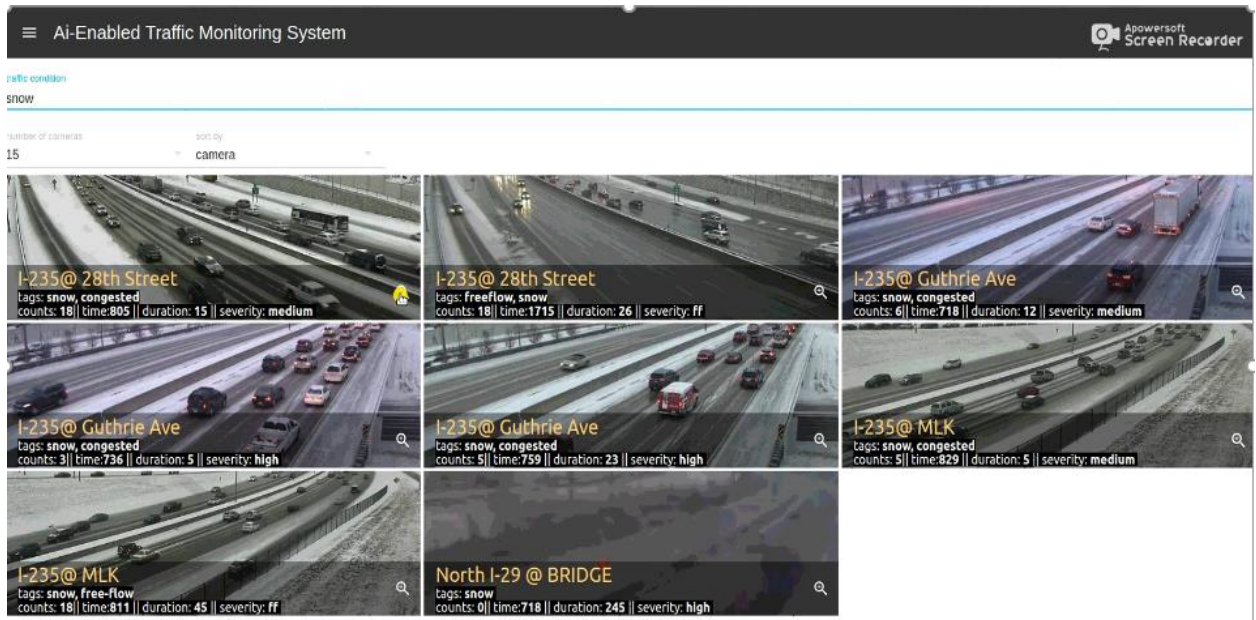 Ai-Enabled Traffic Monitoring System
Apowersoft
Screen Recorder
traffic condition
snow
number of cameras
sort by
15
camera
I-235@ 28th Street
tags: snow, congested
counts: 18|| time:805 || duration: 15 || severity: medium
I-235@ 28th Street
tags: freeflow, snow
counts: 18|| time:1715 || duration: 26 || severity: ff
I-235@ Guthrie Ave
tags: snow, congested
counts: 6|| time:718 || duration: 12 || severity: medium
I-235@ Guthrie Ave
tags: snow, congested
counts: 3|| time:736 || duration: 5 || severity: high
I-235@ Guthrie Ave
tags: snow, congested
counts: 5|| time:759 || duration: 23 || severity: high
I-235@ MLK
tags: snow, congested
counts: 5|| time:829 || duration: 5 || severity: medium
I-235@ MLK
tags: snow, free-flow
counts: 18|| time:811 || duration: 45 || severity: ff
North I-29 @ BRIDGE
tags: snow
counts: 0|| time:718 || duration: 245 || severity: high